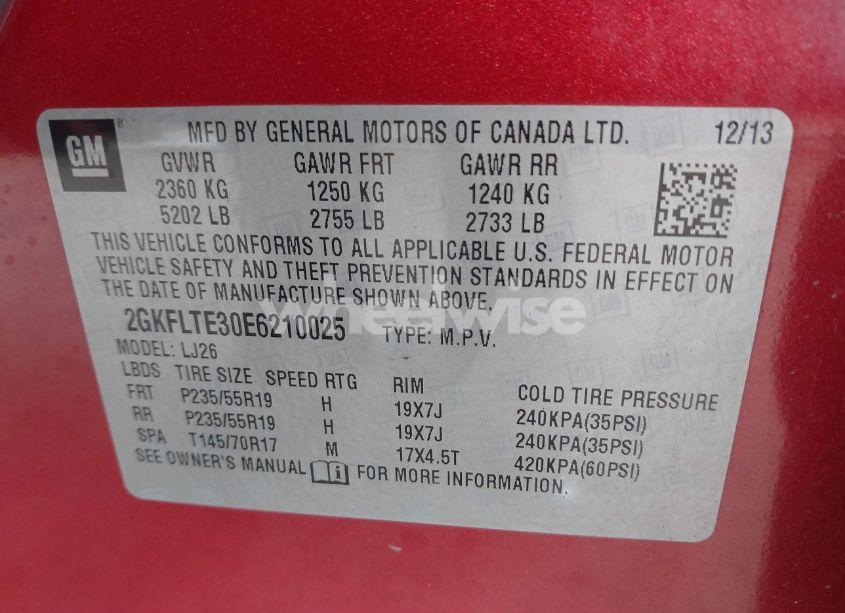 GM
MFD BY GENERAL MOTORS OF CANADA LTD. 12/13
GVWR GAWR FRT GAWR RR
2360 KG 1250 KG 1240 KG
5202 LB 2755 LB 2733 LB
THIS VEHICLE CONFORMS TO ALL APPLICABLE U.S. FEDERAL MOTOR
VEHICLE SAFETY AND THEFT PREVENTION STANDARDS IN EFFECT ON
THE DATE OF MANUFACTURE SHOWN ABOVE.
wheelwise
2GKFLTE30E6210025 TYPE: M.P.V.
MODEL: LJ26
LBDS TIRE SIZE SPEED RTG RIM COLD TIRE PRESSURE
FRT P235/55R19 H 19X7J 240KPA(35PSI)
RR P235/55R19 H 19X7J 240KPA(35PSI)
SPA T145/70R17 M 17X4.5T 420KPA(60PSI)
SEE OWNER'S MANUAL i FOR MORE INFORMATION.